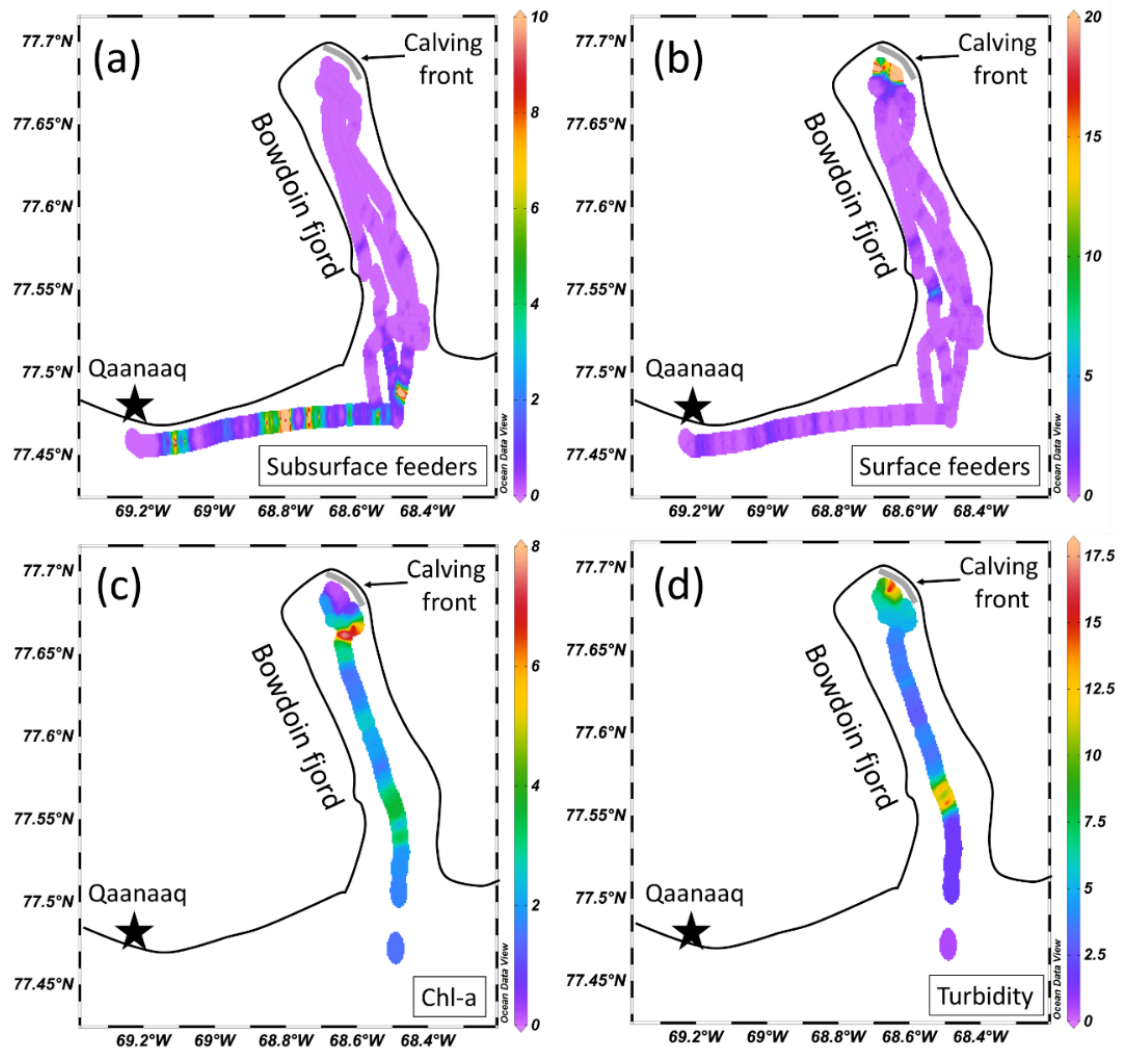 (a)
77.7°N
77.65°N
77.6°N
77.55°N
77.5°N
77.45°N
Calving
front
Bowdoin fjord
Qaanaaq
Subsurface feeders
69.2°W 69°W 68.8°W 68.6°W 68.4°W
10
8
6
4
2
0
Ocean Data View
(b)
77.7°N
77.65°N
77.6°N
77.55°N
77.5°N
77.45°N
Calving
front
Bowdoin fjord
Qaanaaq
Surface feeders
69.2°W 69°W 68.8°W 68.6°W 68.4°W
20
15
10
5
0
Ocean Data View
(c)
77.7°N
77.65°N
77.6°N
77.55°N
77.5°N
77.45°N
Calving
front
Bowdoin fjord
Qaanaaq
Chl-a
69.2°W 69°W 68.8°W 68.6°W 68.4°W
8
6
4
2
0
Ocean Data View
(d)
77.7°N
77.65°N
77.6°N
77.55°N
77.5°N
77.45°N
Calving
front
Bowdoin fjord
Qaanaaq
Turbidity
69.2°W 69°W 68.8°W 68.6°W 68.4°W
17.5
15
12.5
10
7.5
5
2.5
0
Ocean Data View